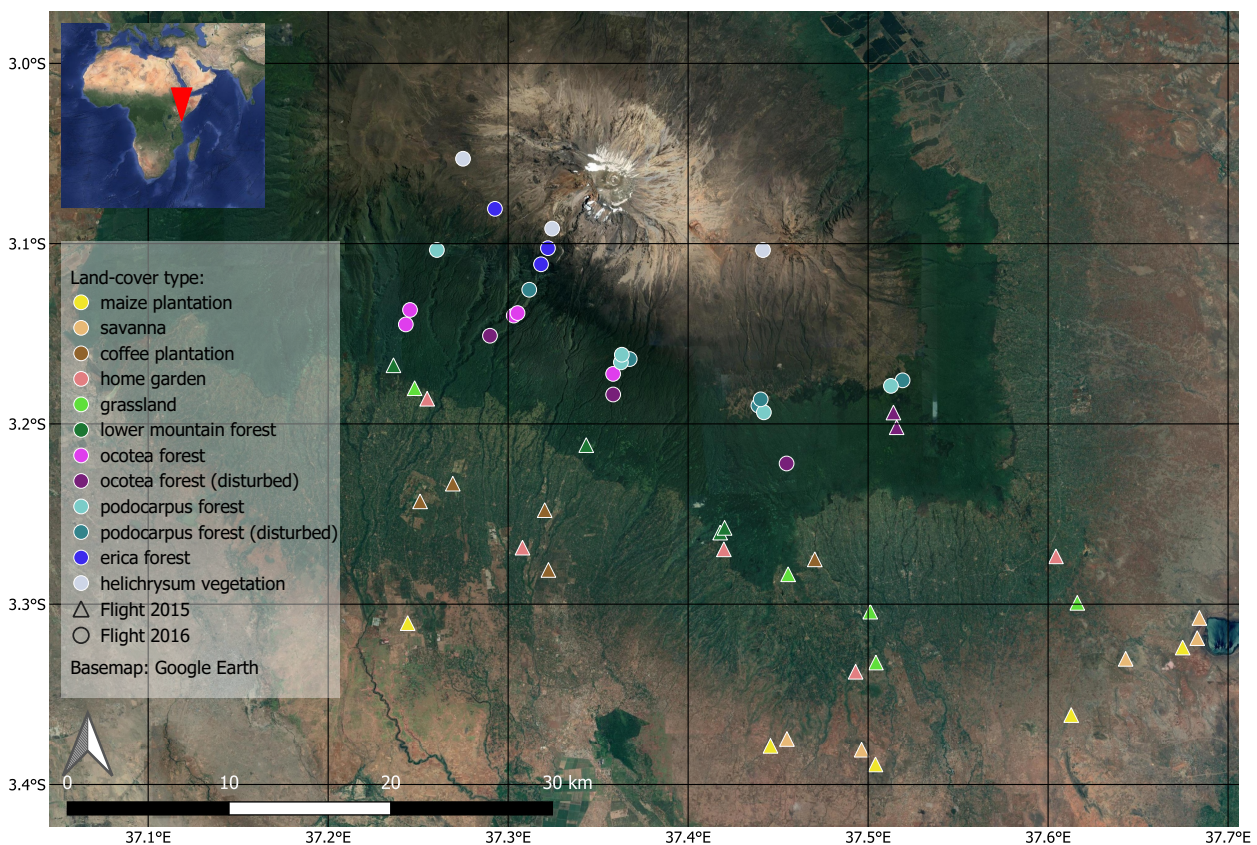 3.0°S
3.1°S
3.2°S
3.3°S
3.4°S
Land-cover type:
maize plantation
savanna
coffee plantation
home garden
grassland
lower mountain forest
ocotea forest
ocotea forest (disturbed)
podocarpus forest
podocarpus forest (disturbed)
erica forest
helichrysum vegetation
Flight 2015
Flight 2016
Basemap: Google Earth
0 10 20 30 km
37.1°E 37.2°E 37.3°E 37.4°E 37.5°E 37.6°E 37.7°E